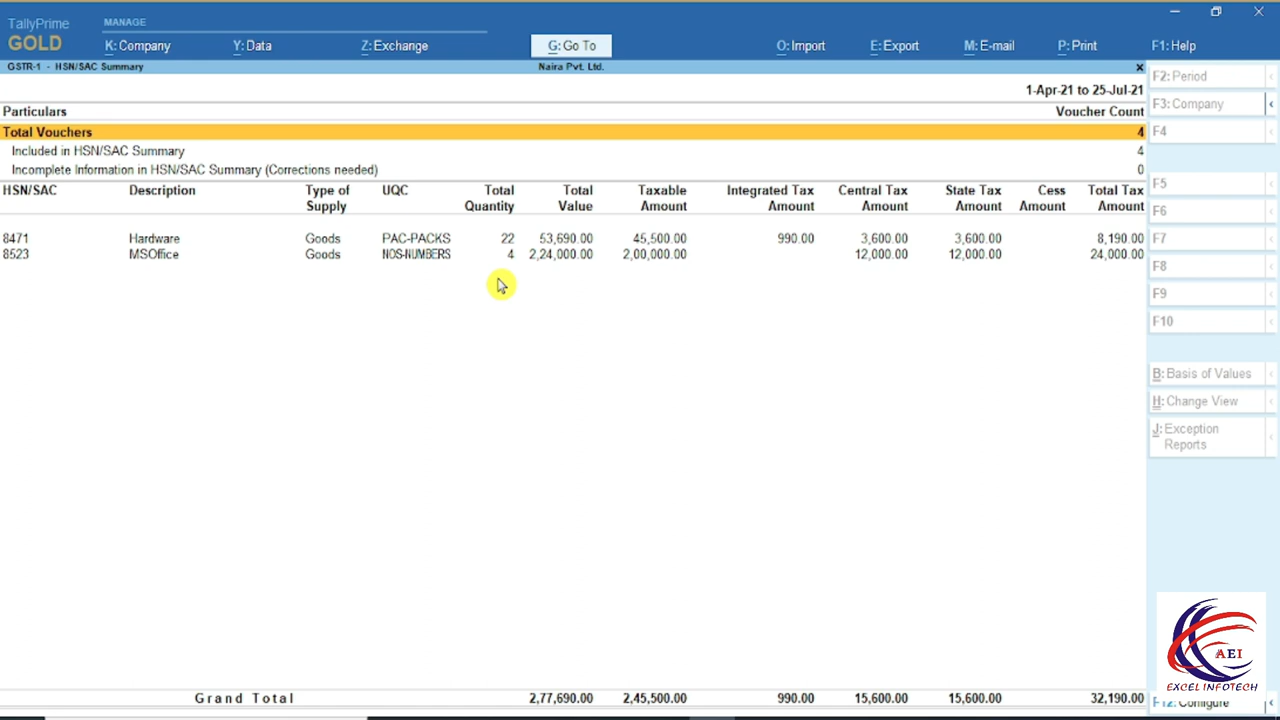 TallyPrime
GOLD
MANAGE
K: Company Y: Data Z: Exchange G: Go To O: Import E: Export M: E-mail P: Print F1: Help
GSTR-1 - HSN/SAC Summary Naira Pvt. Ltd. x
1-Apr-21 to 25-Jul-21
Particulars Voucher Count
Total Vouchers 4
Included in HSN/SAC Summary 4
Incomplete Information in HSN/SAC Summary (Corrections needed) 0
HSN/SAC Description Type of Supply UQC Total Quantity Total Value Taxable Amount Integrated Tax Amount Central Tax Amount State Tax Amount Cess Amount Total Tax Amount
8471 Hardware Goods PAC-PACKS 22 53,690.00 45,500.00 990.00 3,600.00 3,600.00 8,190.00
8523 MSOffice Goods NOS-NUMBERS 4 2,24,000.00 2,00,000.00 12,000.00 12,000.00 24,000.00
Grand Total 2,77,690.00 2,45,500.00 990.00 15,600.00 15,600.00 32,190.00
F2: Period
F3: Company
F4
F5
F6
F7
F8
F9
F10
B: Basis of Values
H: Change View
J: Exception
Reports
AEI
EXCEL INFOTECH
F12: Configure